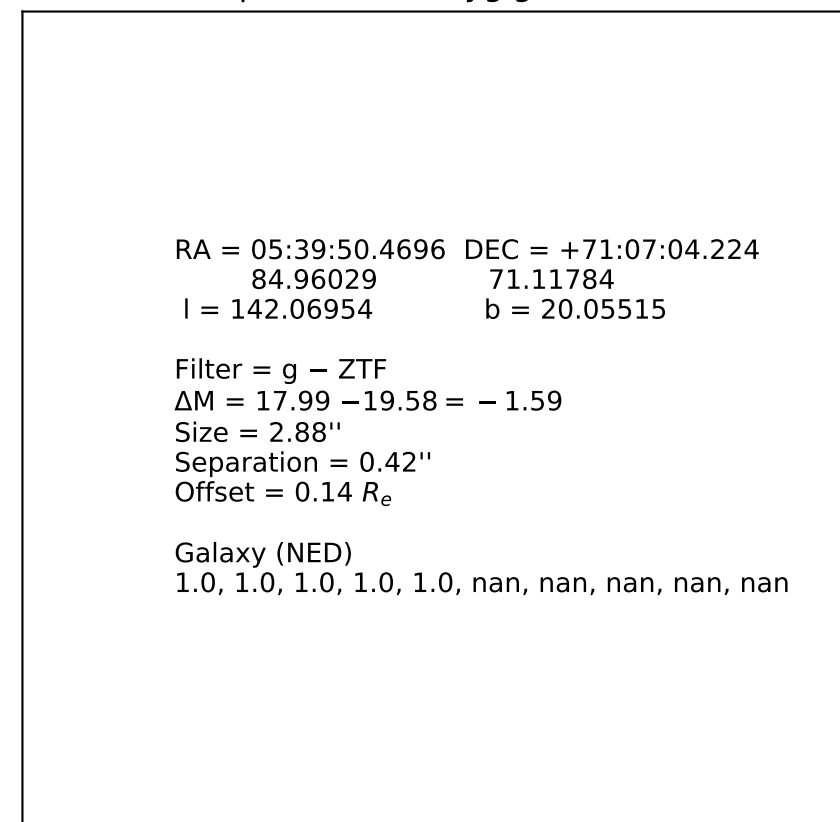 RA = 05:39:50.4696 DEC = +71:07:04.224
84.96029 71.11784
l = 142.06954 b = 20.05515
Filter = g − ZTF
ΔM = 17.99 −19.58 = − 1.59
Size = 2.88''
Separation = 0.42''
Offset = 0.14 Rₑ
Galaxy (NED)
1.0, 1.0, 1.0, 1.0, 1.0, nan, nan, nan, nan, nan